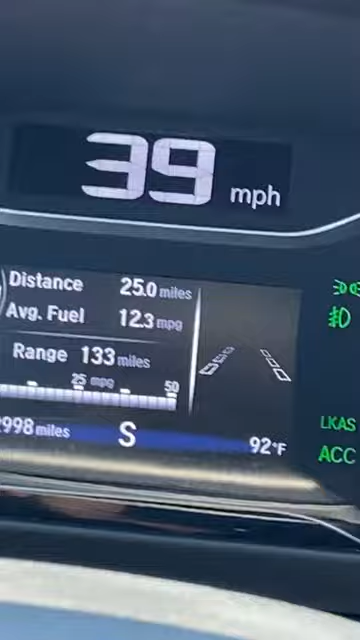 39 mph
Distance 25.0 miles
Avg. Fuel 12.3 mpg
Range 133 miles
25 mpg 50
2998 miles S 92°F
LKAS
ACC